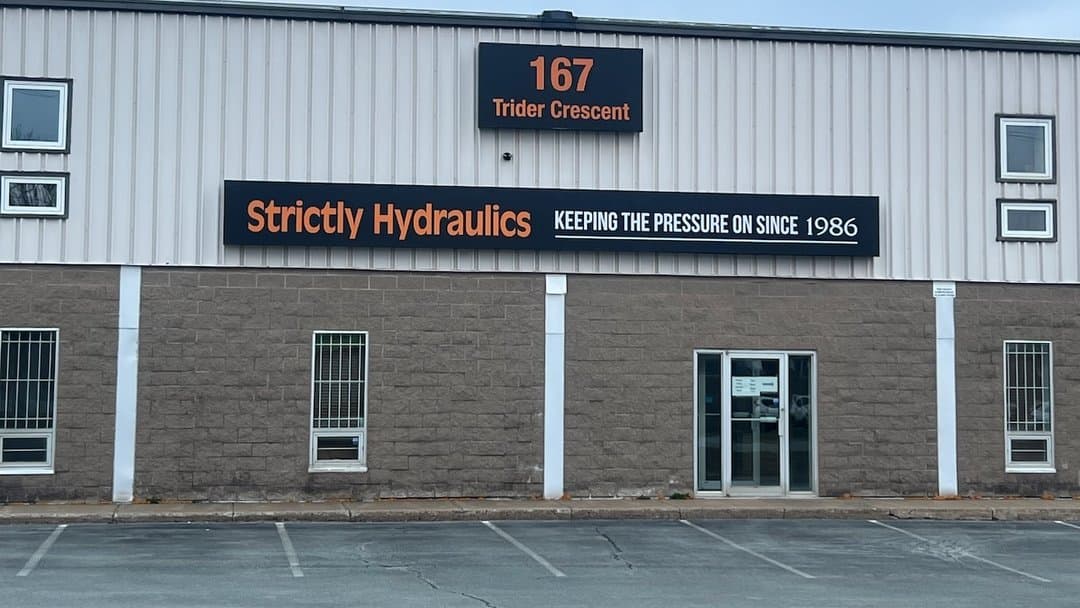 167
Trider Crescent
Strictly Hydraulics KEEPING THE PRESSURE ON SINCE 1986